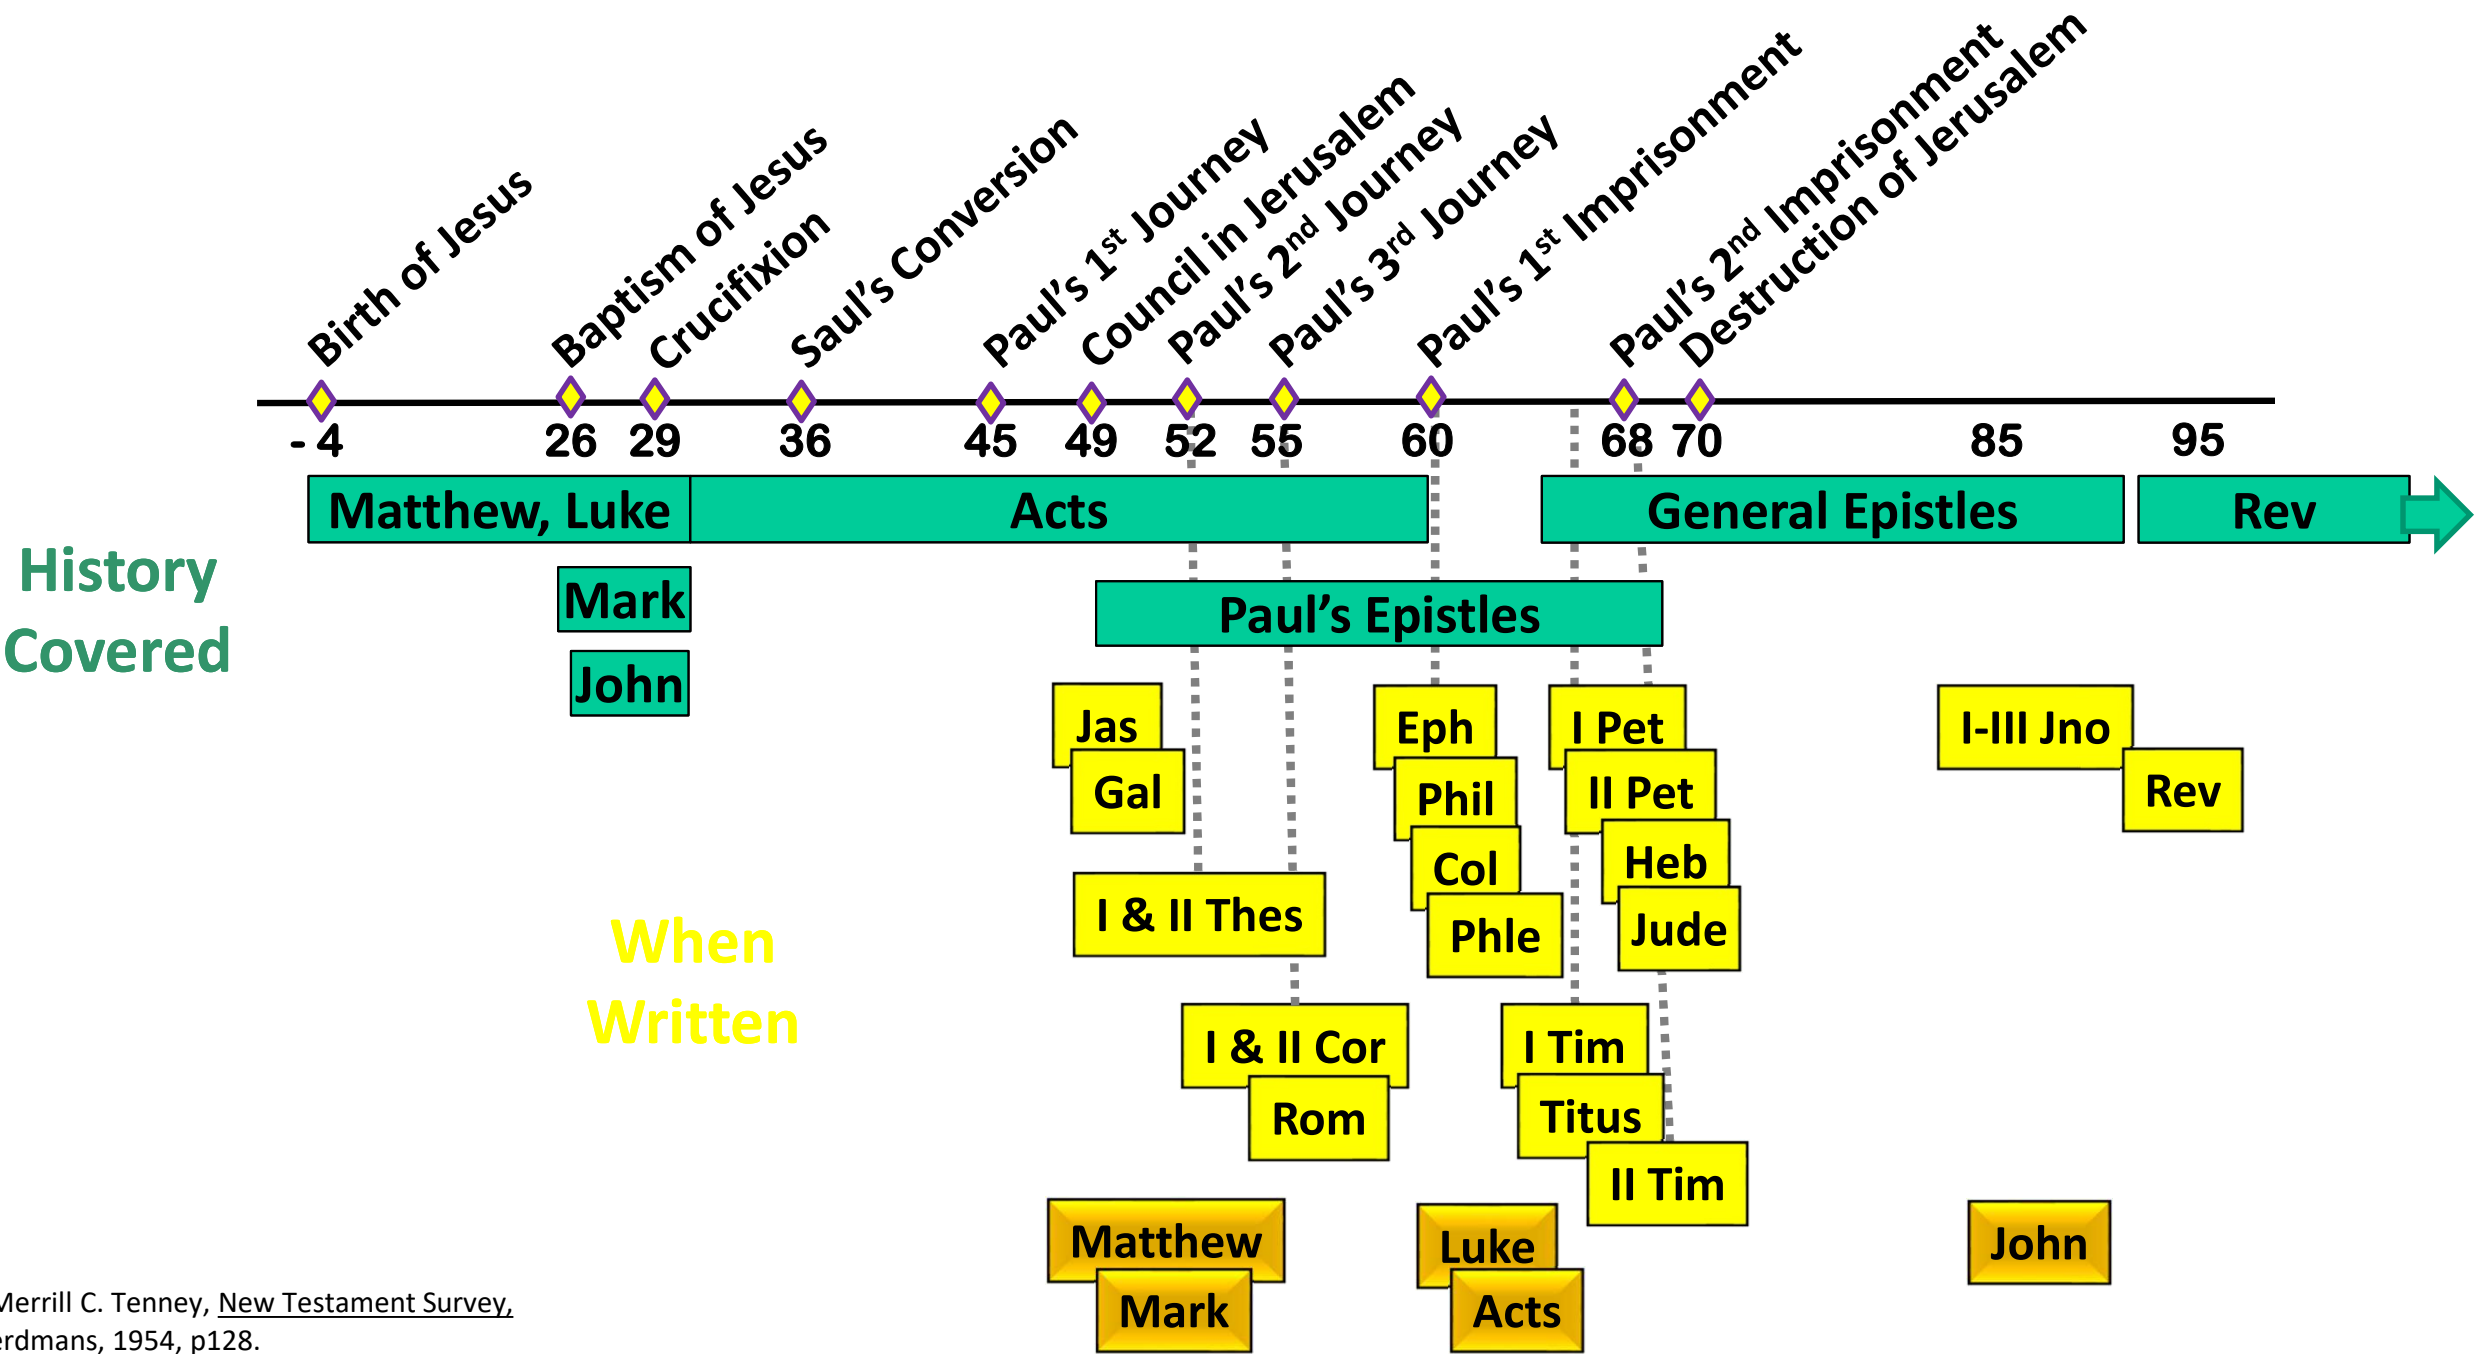 Birth of Jesus
Baptism of Jesus
Crucifixion
Saul's Conversion
Paul's 1st Journey
Council in Jerusalem
Paul's 2nd Journey
Paul's 3rd Journey
Paul's 1st Imprisonment
Paul's 2nd Imprisonment
Destruction of Jerusalem
- 4 26 29 36 45 49 52 55 60 68 70 85 95
Matthew, Luke Acts General Epistles Rev
History
Covered
Mark
John
Paul's Epistles
Jas
Gal
Eph
Phil
Col
Phle
I Pet
II Pet
Heb
Jude
I-III Jno
Rev
When
Written
I & II Thes
I & II Cor
Rom
I Tim
Titus
II Tim
Matthew
Mark
Luke
Acts
John
Merrill C. Tenney, New Testament Survey,
erdmans, 1954, p128.